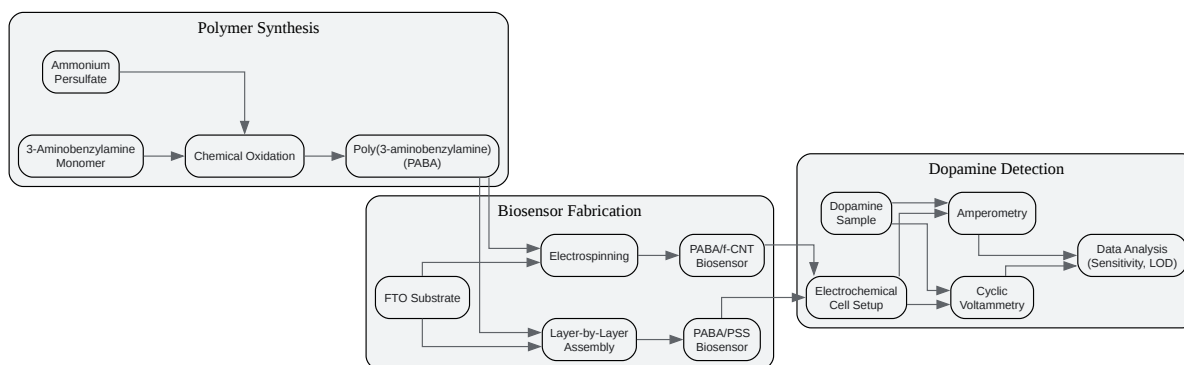 Polymer Synthesis
Ammonium
Persulfate
3-Aminobenzylamine
Monomer
Chemical Oxidation
Poly(3-aminobenzylamine)
(PABA)
Biosensor Fabrication
Electrospinning
PABA/f-CNT
Biosensor
FTO Substrate
Layer-by-Layer
Assembly
PABA/PSS
Biosensor
Dopamine Detection
Dopamine
Sample
Amperometry
Data Analysis
(Sensitivity, LOD)
Electrochemical
Cell Setup
Cyclic
Voltammetry